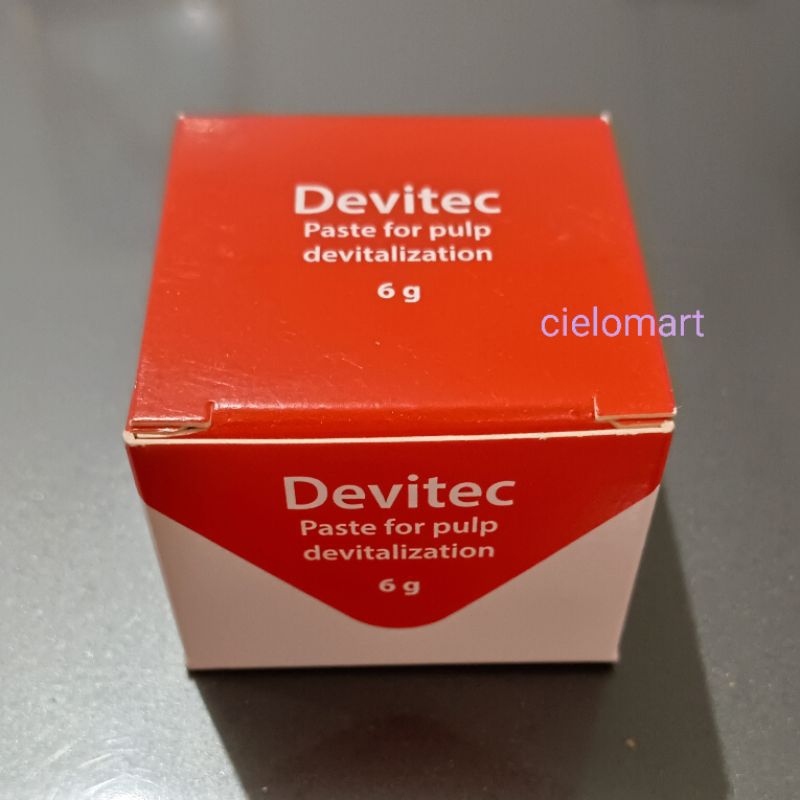 Devitec
Paste for pulp
devitalization
6 g
cielomart
Devitec
Paste for pulp
devitalization
6 g